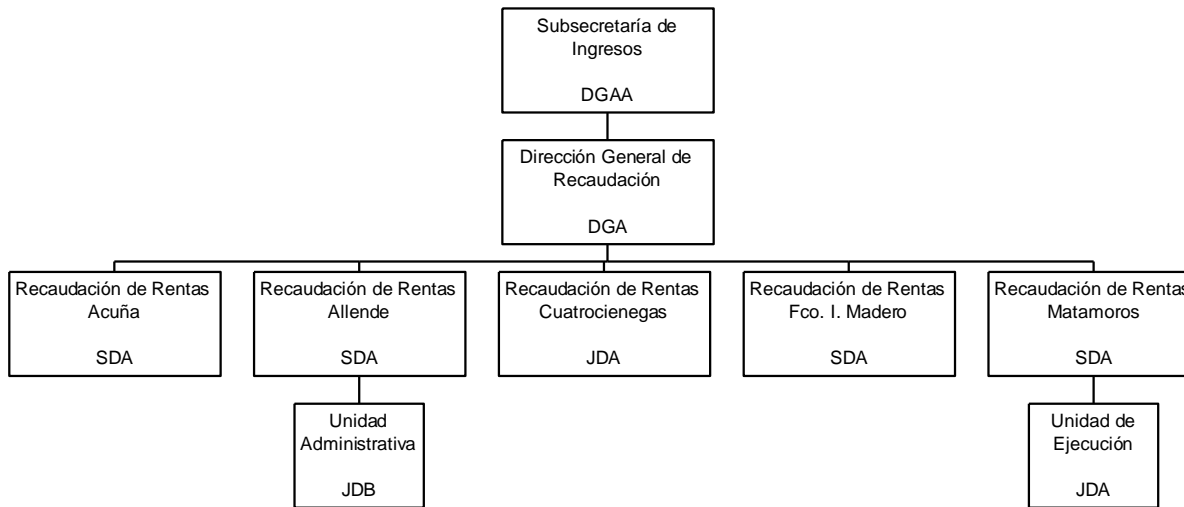 Subsecretaría de
Ingresos
DGAA
Dirección General de
Recaudación
DGA
Recaudación de Rentas
Acuña
SDA
Recaudación de Rentas
Allende
SDA
Recaudación de Rentas
Cuatrocienegas
JDA
Recaudación de Rentas
Fco. I. Madero
SDA
Recaudación de Rentas
Matamoros
SDA
Unidad
Administrativa
JDB
Unidad de
Ejecución
JDA